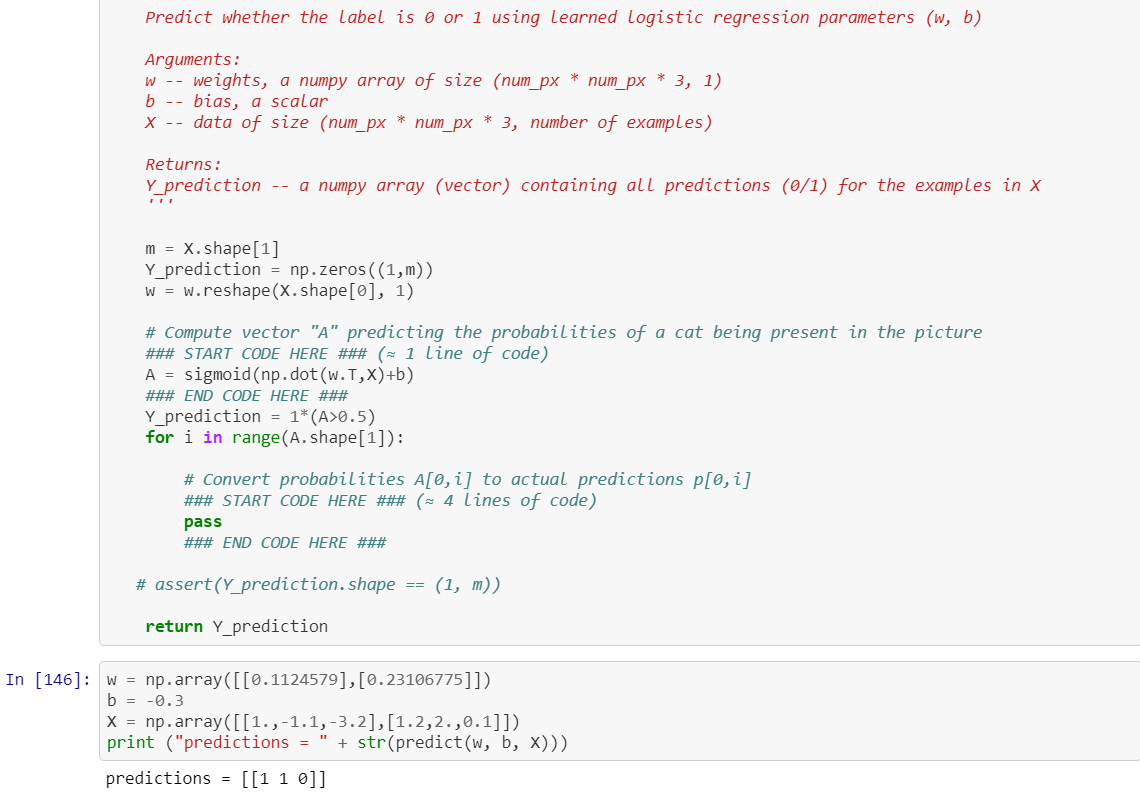 Predict whether the label is 0 or 1 using learned logistic regression parameters (w, b)
Arguments:
w -- weights, a numpy array of size (num_px * num_px * 3, 1)
b -- bias, a scalar
X -- data of size (num_px * num_px * 3, number of examples)
Returns:
Y_prediction -- a numpy array (vector) containing all predictions (0/1) for the examples in X
'''
m = X.shape[1]
Y_prediction = np.zeros((1,m))
w = w.reshape(X.shape[0], 1)
# Compute vector "A" predicting the probabilities of a cat being present in the picture
### START CODE HERE ### (≈ 1 line of code)
A = sigmoid(np.dot(w.T,X)+b)
### END CODE HERE ###
Y_prediction = 1*(A>0.5)
for i in range(A.shape[1]):
# Convert probabilities A[0,i] to actual predictions p[0,i]
### START CODE HERE ### (≈ 4 lines of code)
pass
### END CODE HERE ###
# assert(Y_prediction.shape == (1, m))
return Y_prediction
In [146]: w = np.array([[0.1124579],[0.23106775]])
b = -0.3
X = np.array([[1.,-1.1,-3.2],[1.2,2.,0.1]])
print ("predictions = " + str(predict(w, b, X)))
predictions = [[1 1 0]]